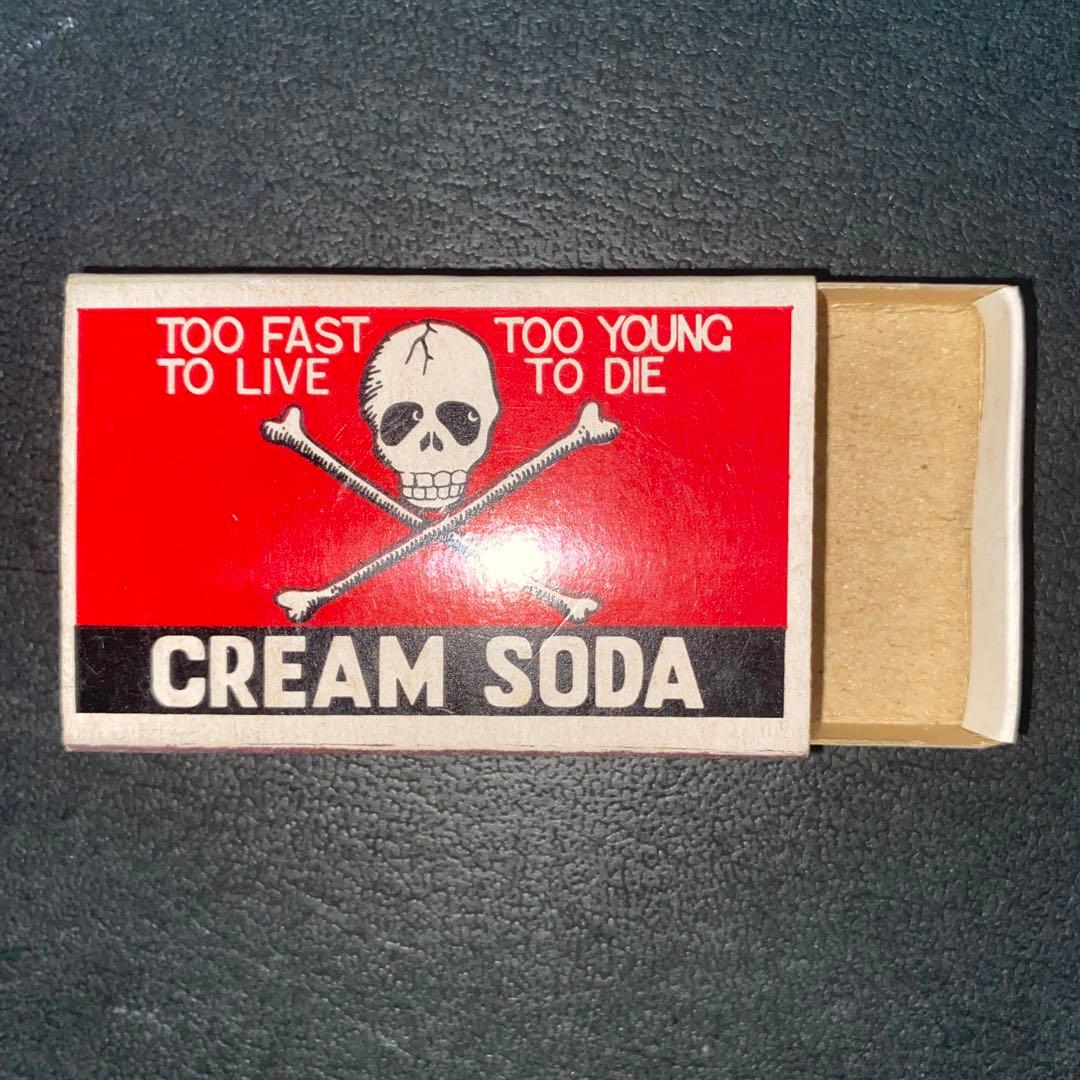 TOO FAST TO LIVE
TOO YOUNG TO DIE
CREAM SODA